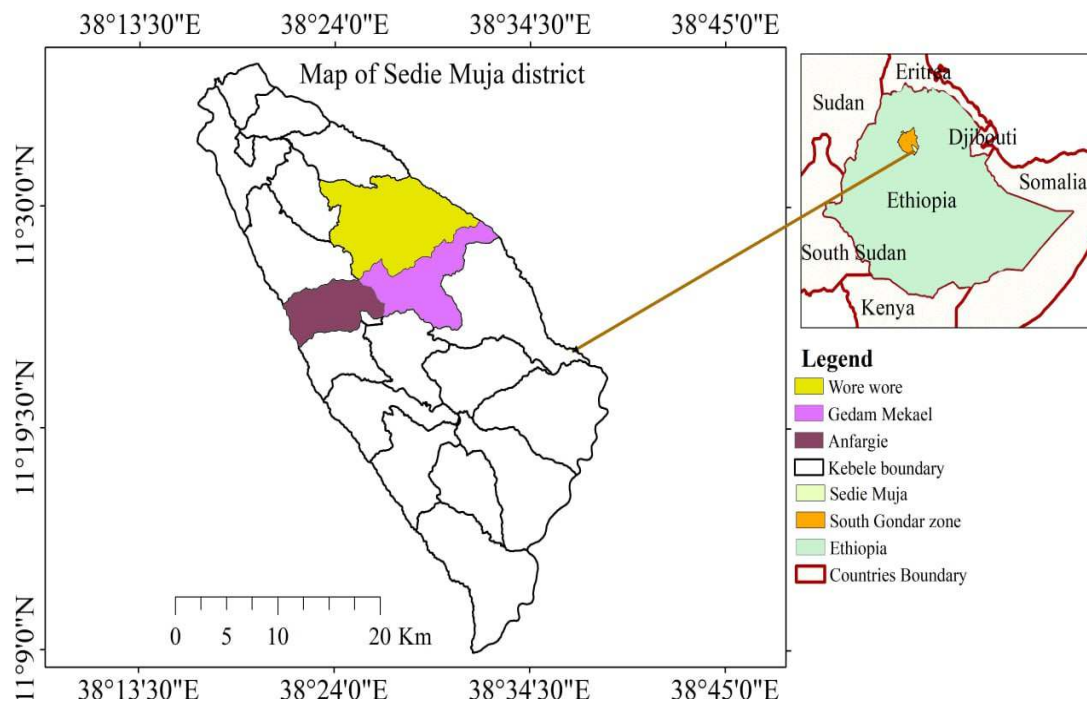 38°13'30"E 38°24'0"E 38°34'30"E 38°45'0"E
Map of Sedie Muja district
11°30'0"N
11°19'30"N
11°9'0"N
0 5 10 20 Km
38°13'30"E 38°24'0"E 38°34'30"E 38°45'0"E
Eritrea
Sudan
Djibouti
Somalia
Ethiopia
South Sudan
Kenya
Legend
Wore wore
Gedam Mekael
Anfargie
Kebele boundary
Sedie Muja
South Gondar zone
Ethiopia
Countries Boundary